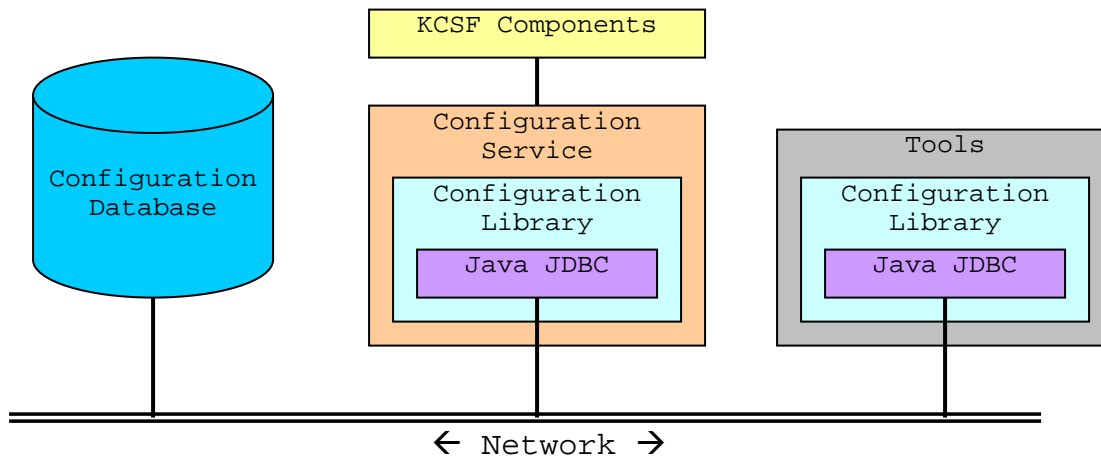 KCSF Components
Configuration
Database
Configuration
Service
Configuration
Library
Java JDBC
Tools
Configuration
Library
Java JDBC
← Network →